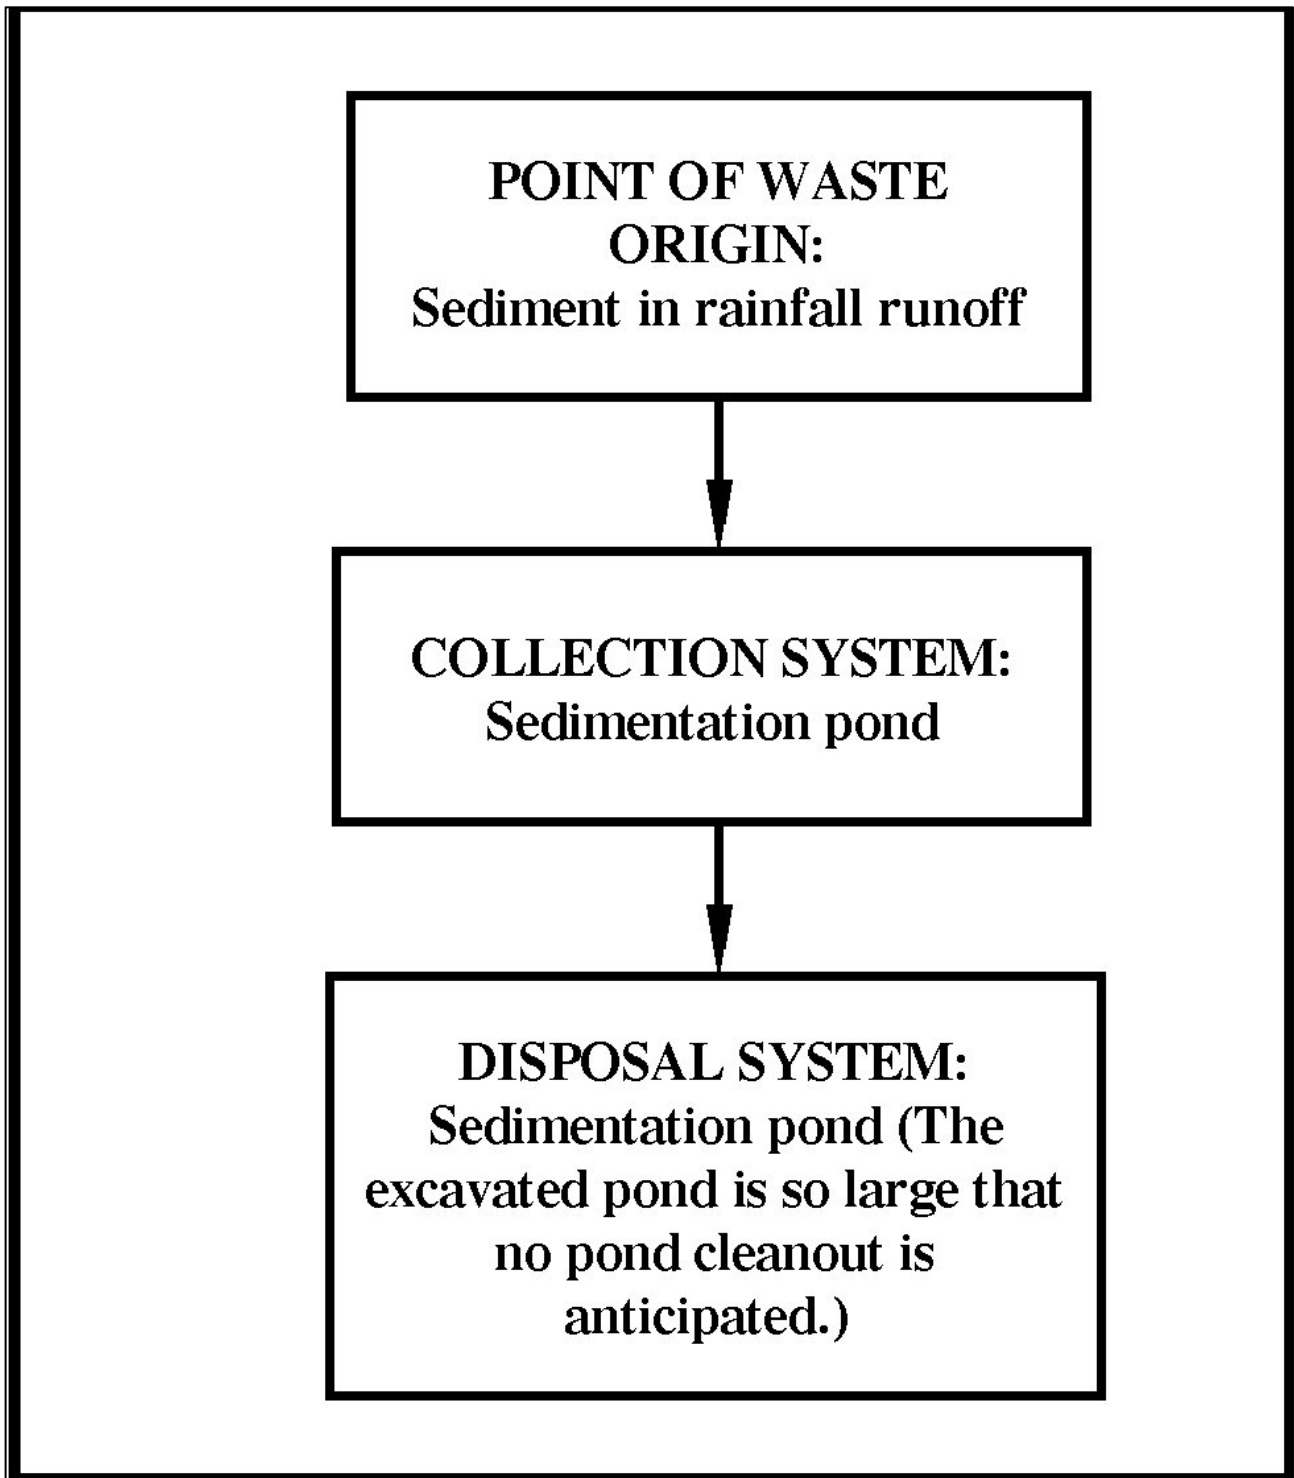 POINT OF WASTE
ORIGIN:
Sediment in rainfall runoff
COLLECTION SYSTEM:
Sedimentation pond
DISPOSAL SYSTEM:
Sedimentation pond (The
excavated pond is so large that
no pond cleanout is
anticipated.)